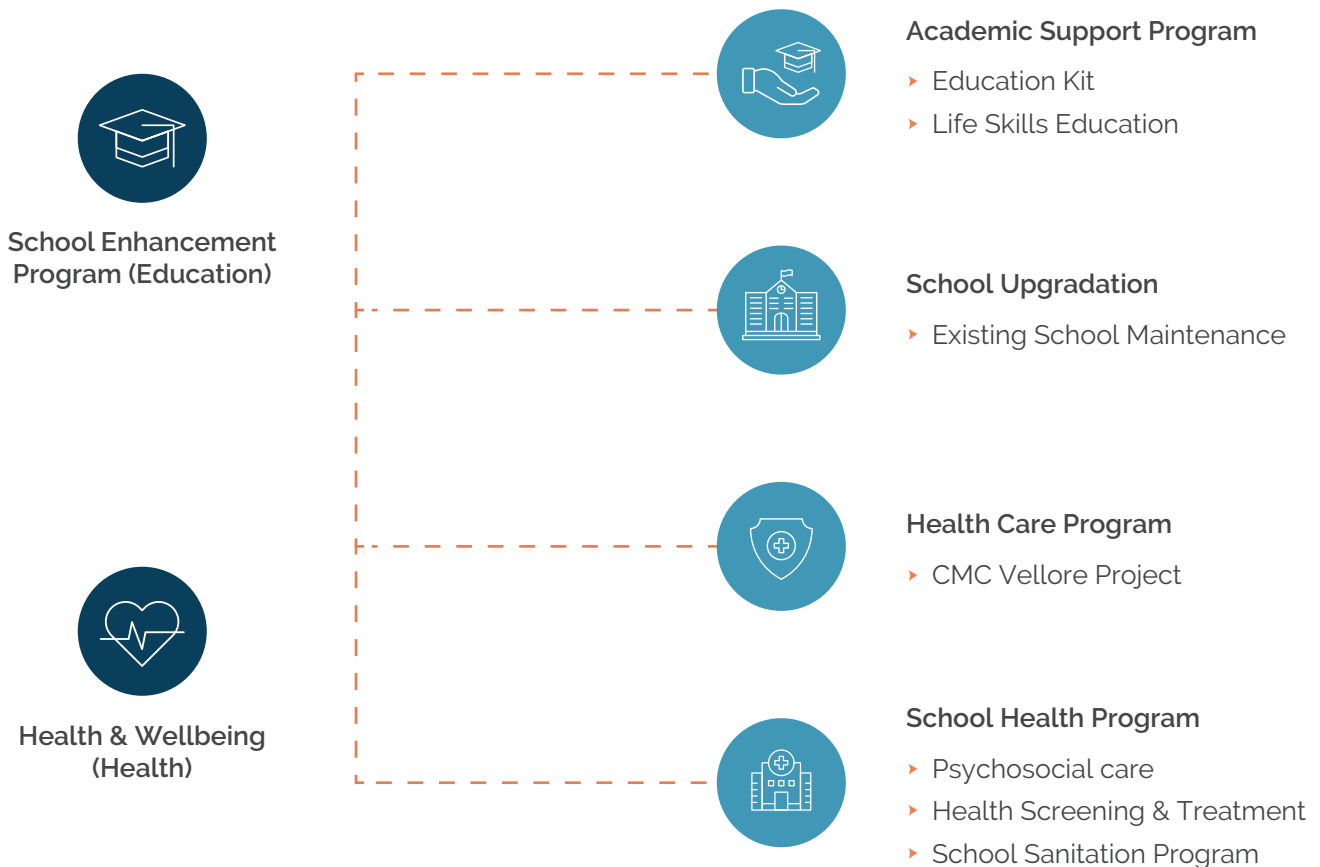 School Enhancement
Program (Education)
Health & Wellbeing
(Health)
Academic Support Program
Education Kit
Life Skills Education
School Upgradation
Existing School Maintenance
Health Care Program
CMC Vellore Project
School Health Program
Psychosocial care
Health Screening & Treatment
School Sanitation Program